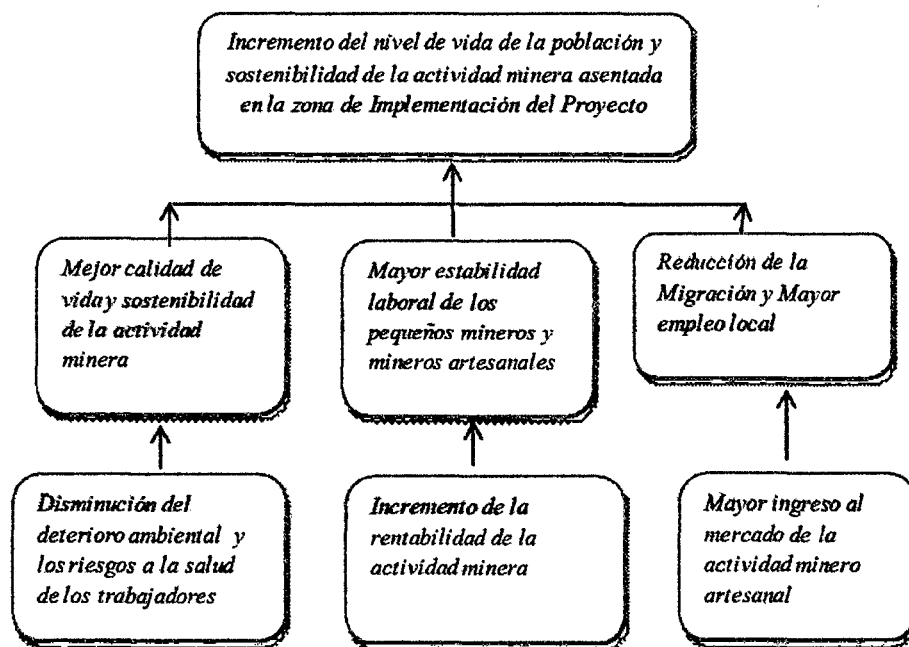 Incremento del nivel de vida de la población y
sostenibilidad de la actividad minera asentada
en la zona de Implementación del Proyecto
Mejor calidad de
vida y sostenibilidad
de la actividad
minera
Mayor estabilidad
laboral de los
pequeños mineros y
mineros artesanales
Reducción de la
Migración y Mayor
empleo local
Disminución del
deterioro ambiental y
los riesgos a la salud
de los trabajadores
Incremento de la
rentabilidad de la
actividad minera
Mayor ingreso al
mercado de la
actividad minero
artesanal